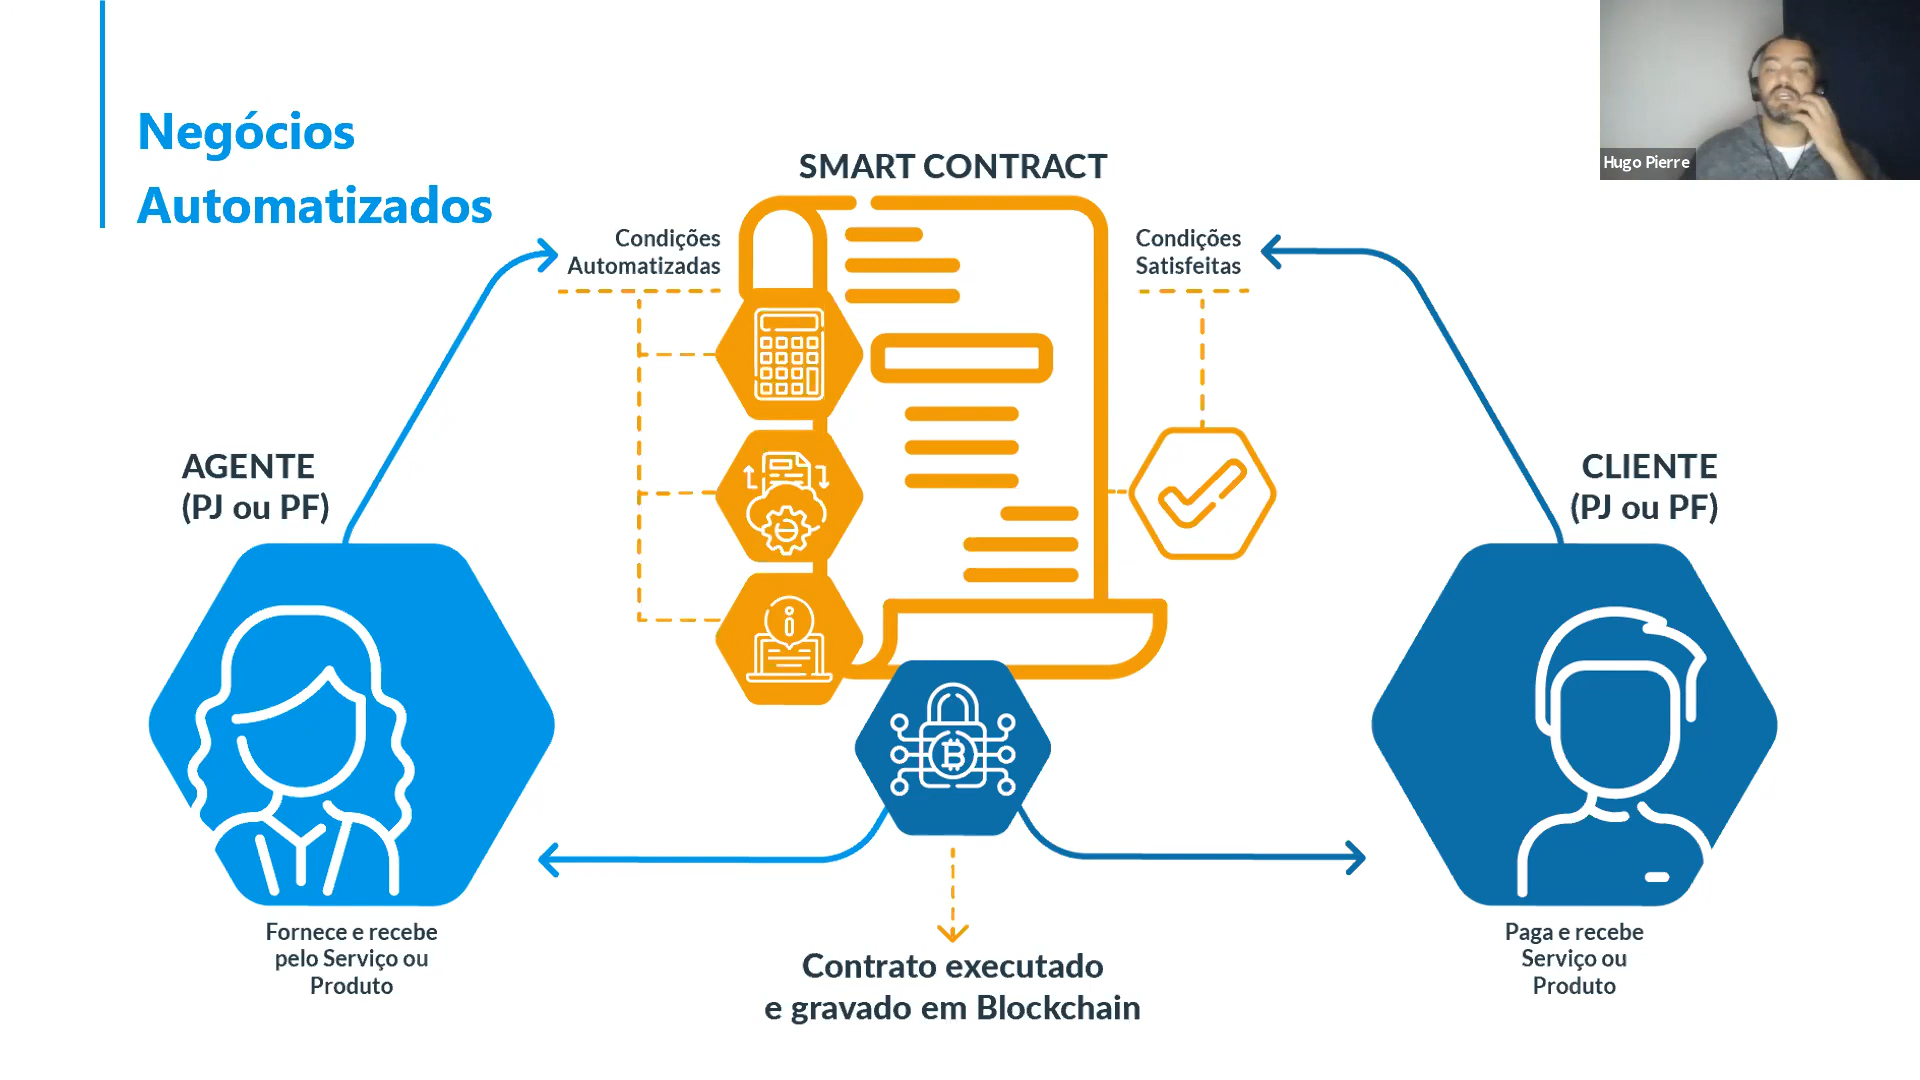 Negócios
Automatizados
Hugo Pierre
SMART CONTRACT
Condições
Automatizadas
Condições
Satisfeitas
AGENTE
(PJ ou PF)
CLIENTE
(PJ ou PF)
Fornece e recebe
pelo Serviço ou
Produto
Paga e recebe
Serviço ou
Produto
Contrato executado
e gravado em Blockchain